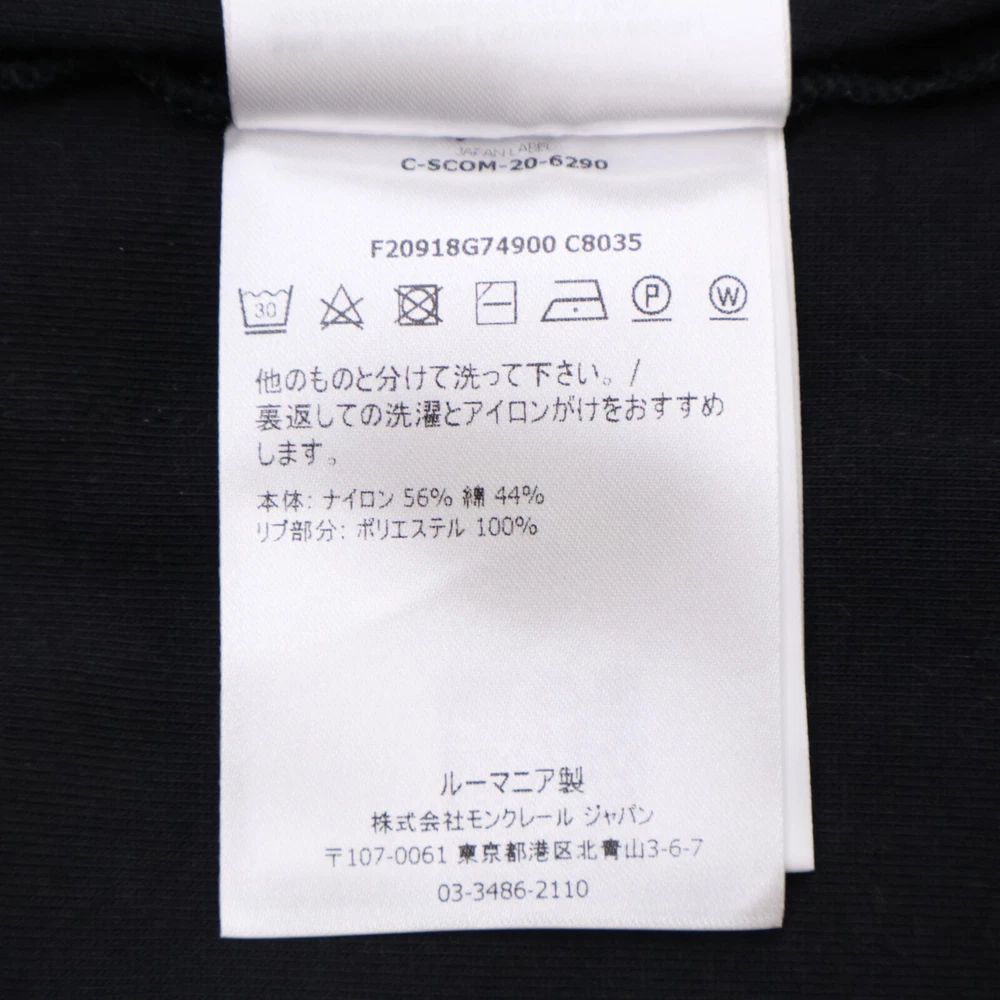 JAPAN LABEL
C-SCOM-20-6290
F20918G74900 C8035
30 P W
他のものと分けて洗って下さい。/
裏返しての洗濯とアイロンがけをおすすめ
します。
本体: ナイロン 56% 綿 44%
リブ部分: ポリエステル 100%
ルーマニア製
株式会社モンクレール ジャパン
〒107-0061 東京都港区北青山3-6-7
03-3486-2110